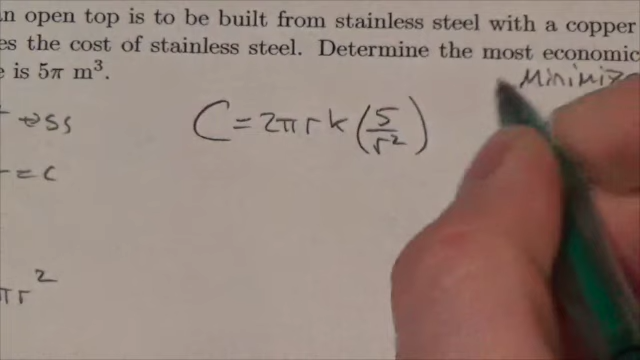 n open top is to be built from stainless steel with a copper
es the cost of stainless steel. Determine the most economic
e is 5π m³.
Minimiz
→ SS
C = 2πrk (5/r²)
= C
πr²